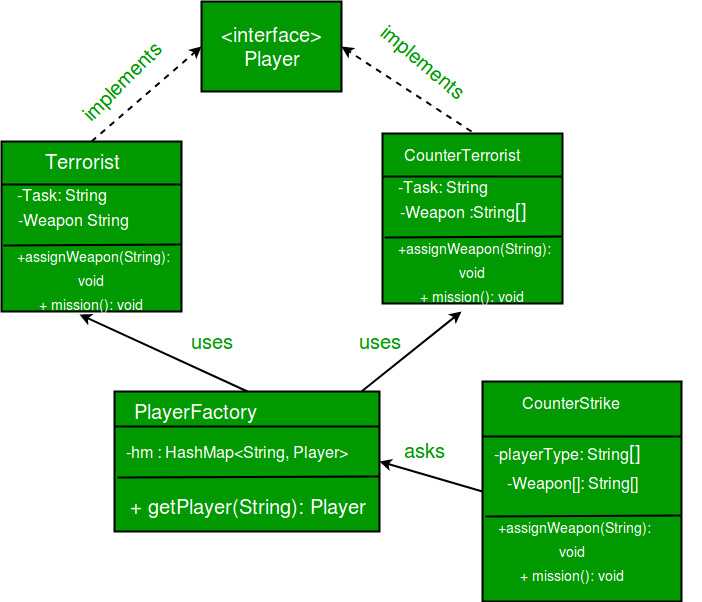 <interface>
Player
implements
implements
Terrorist
-Task: String
-Weapon String
+assignWeapon(String):
void
+ mission(): void
CounterTerrorist
-Task: String
-Weapon :String[]
+assignWeapon(String):
void
+ mission(): void
uses
uses
PlayerFactory
-hm : HashMap<String, Player>
+ getPlayer(String): Player
asks
CounterStrike
-playerType: String[]
-Weapon[]: String[]
+assignWeapon(String):
void
+ mission(): void